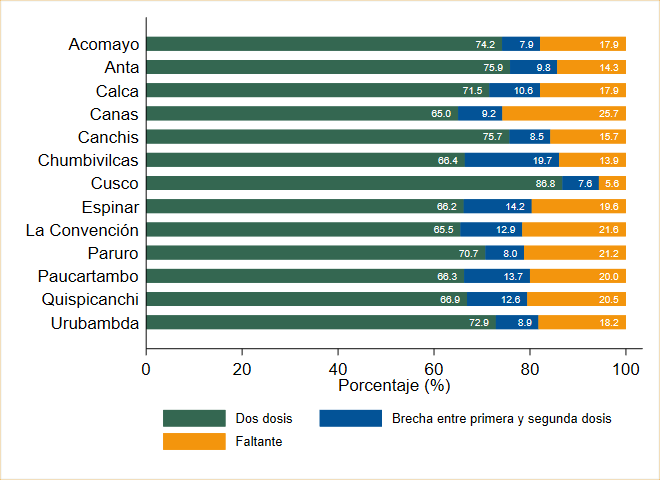 Acomayo 74.2 7.9 17.9
Anta 75.9 9.8 14.3
Calca 71.5 10.6 17.9
Canas 65.0 9.2 25.7
Canchis 75.7 8.5 15.7
Chumbivilcas 66.4 19.7 13.9
Cusco 86.8 7.6 5.6
Espinar 66.2 14.2 19.6
La Convención 65.5 12.9 21.6
Paruro 70.7 8.0 21.2
Paucartambo 66.3 13.7 20.0
Quispicanchi 66.9 12.6 20.5
Urubambda 72.9 8.9 18.2
0 20 40 60 80 100
Porcentaje (%)
Dos dosis Brecha entre primera y segunda dosis
Faltante